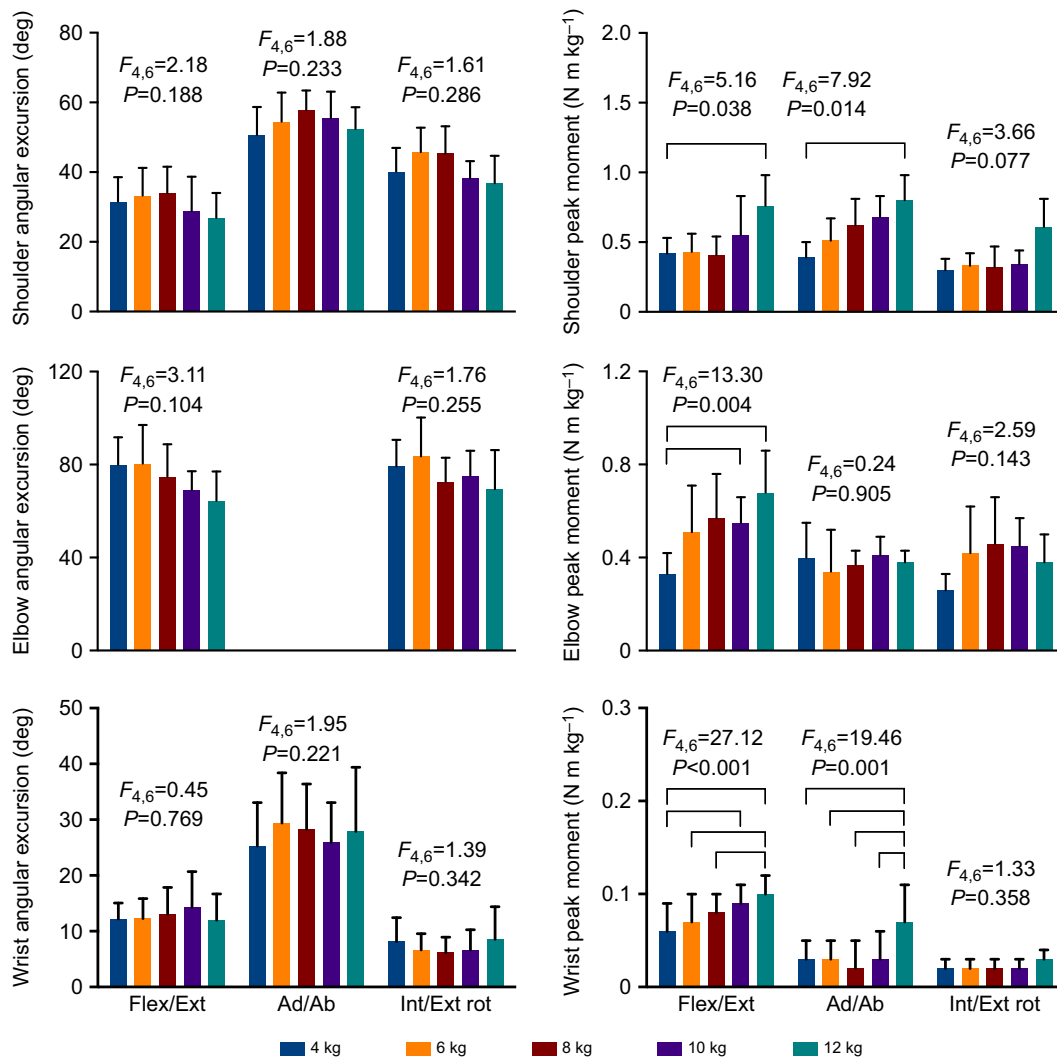 Shoulder angular excursion (deg)
80
60
40
20
0
F4,6=2.18
P=0.188
F4,6=1.88
P=0.233
F4,6=1.61
P=0.286
Shoulder peak moment (N m kg–1)
2.0
1.5
1.0
0.5
0
F4,6=5.16
P=0.038
F4,6=7.92
P=0.014
F4,6=3.66
P=0.077
Elbow angular excursion (deg)
120
80
40
0
F4,6=3.11
P=0.104
F4,6=1.76
P=0.255
Elbow peak moment (N m kg–1)
1.2
0.8
0.4
0
F4,6=13.30
P=0.004
F4,6=0.24
P=0.905
F4,6=2.59
P=0.143
Wrist angular excursion (deg)
50
40
30
20
10
0
F4,6=0.45
P=0.769
F4,6=1.95
P=0.221
F4,6=1.39
P=0.342
Flex/Ext
Ad/Ab
Int/Ext rot
Wrist peak moment (N m kg–1)
0.3
0.2
0.1
0
F4,6=27.12
P<0.001
F4,6=19.46
P=0.001
F4,6=1.33
P=0.358
Flex/Ext
Ad/Ab
Int/Ext rot
4 kg
6 kg
8 kg
10 kg
12 kg